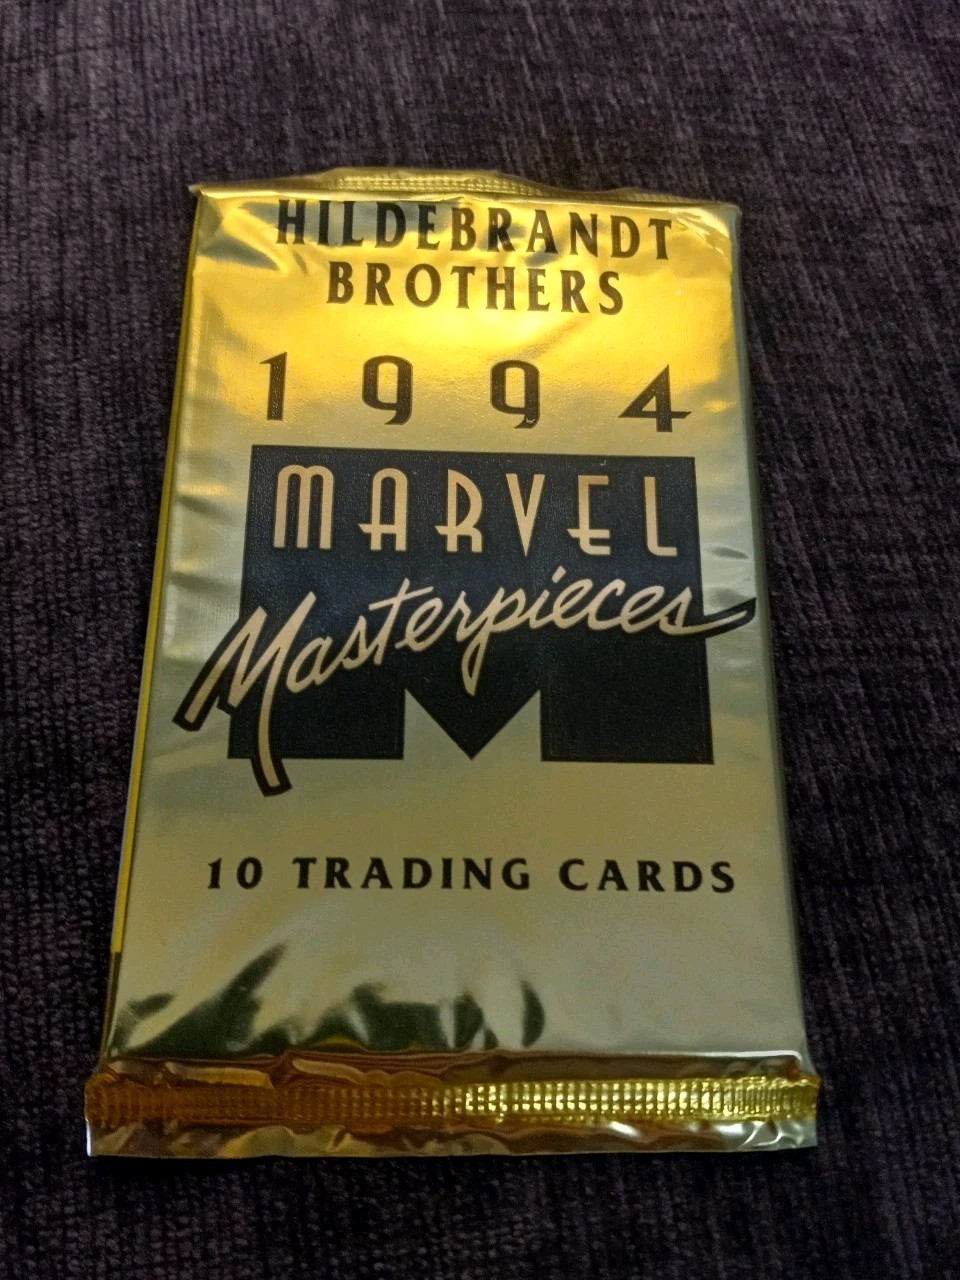 HILDEBRANDT
BROTHERS
1994
MARVEL
Masterpieces
10 TRADING CARDS